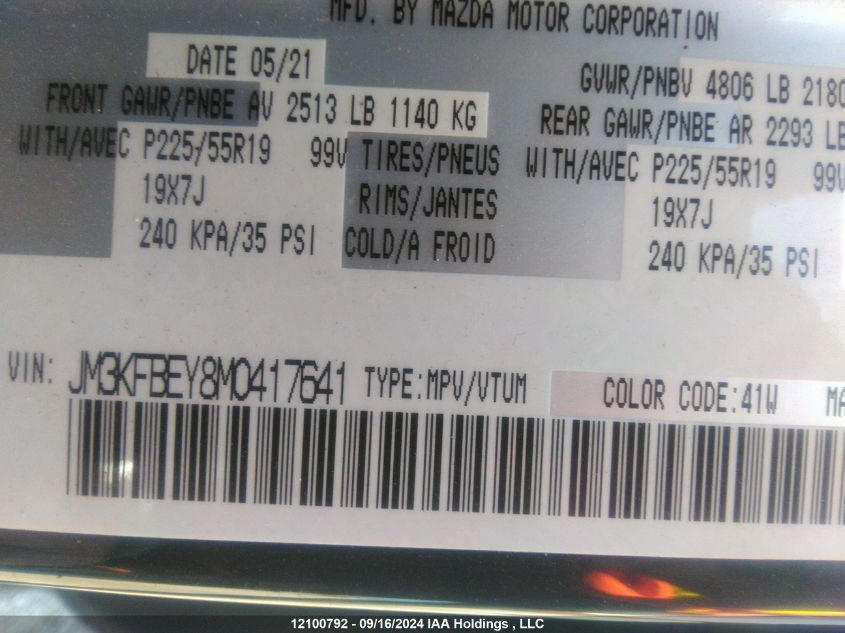 MFD. BY MAZDA MOTOR CORPORATION
DATE 05/21 GVWR/PNBV 4806 LB 2180
FRONT GAWR/PNBE AV 2513 LB 1140 KG REAR GAWR/PNBE AR 2293 LB
WITH/AVEC P225/55R19 99V TIRES/PNEUS WITH/AVEC P225/55R19 99V
19X7J RIMS/JANTES 19X7J
240 KPA/35 PSI COLD/A FROID 240 KPA/35 PSI
VIN: JM3KFBEY8M0417641 TYPE:MPV/VTUM COLOR CODE:41W MA
12100792 - 09/16/2024 IAA Holdings , LLC